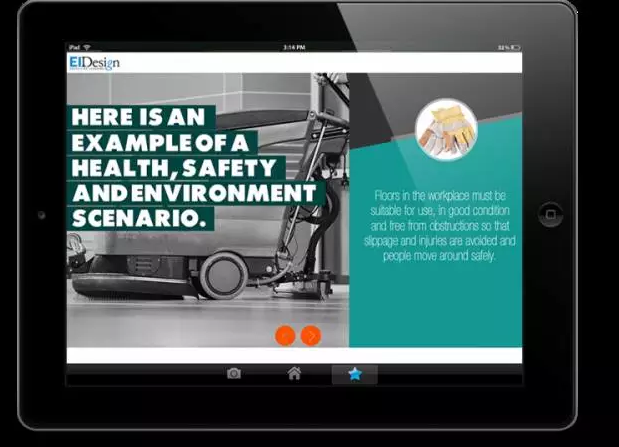 iPad
3:14 PM
EIDesign
HERE IS AN
EXAMPLE OF A
HEALTH, SAFETY
AND ENVIRONMENT
SCENARIO.
Floors in the workplace must be
suitable for use, in good condition
and free from obstructions so that
slippage and injuries are avoided and
people move around safely.